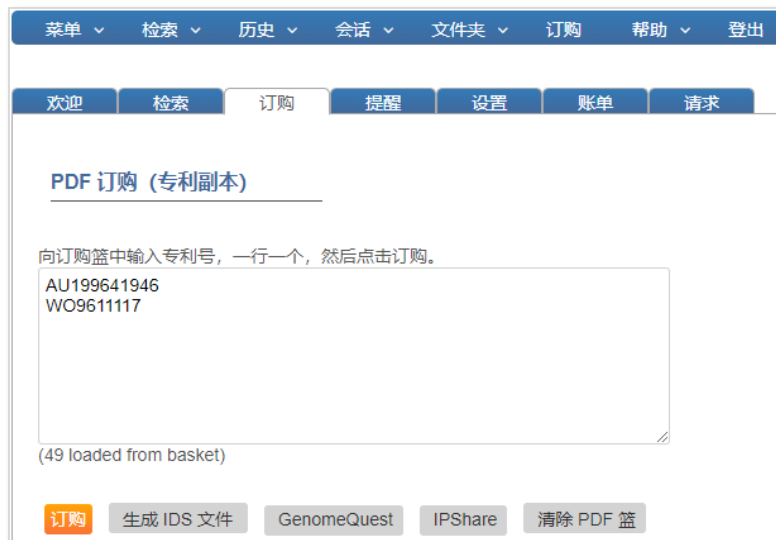 菜单 检索 历史 会话 文件夹 订购 帮助 登出
欢迎 检索 订购 提醒 设置 账单 请求
PDF 订购（专利副本）
向订购篮中输入专利号，一行一个，然后点击订购。
AU199641946
WO9611117
(49 loaded from basket)
订购 生成 IDS 文件 GenomeQuest IPShare 清除 PDF 篮